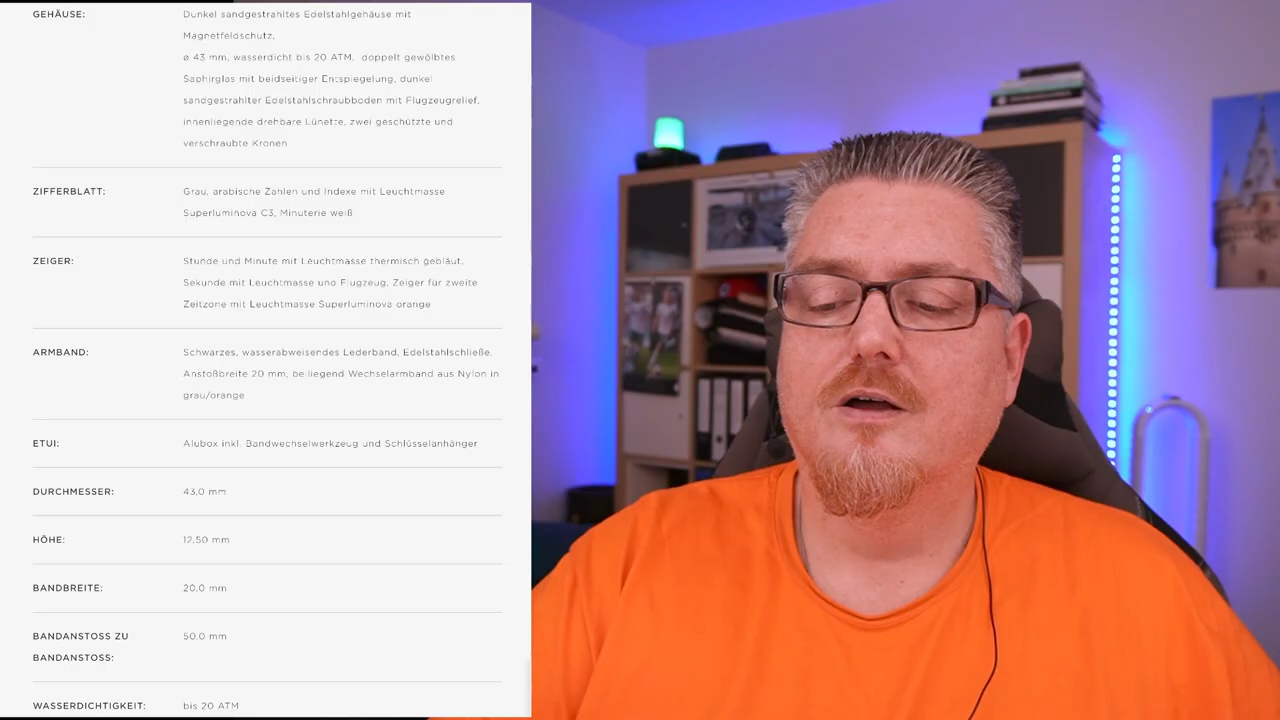 GEHÄUSE: Dunkel sandgestrahltes Edelstahlgehäuse mit
Magnetfeldschutz,
ø 43 mm, wasserdicht bis 20 ATM, doppelt gewölbtes
Saphirglas mit beidseitiger Entspiegelung, dunkel
sandgestrahlter Edelstahlschraubboden mit Flugzeugrelief,
innenliegende drehbare Lünette, zwei geschützte und
verschraubte Kronen
ZIFFERBLATT: Grau, arabische Zahlen und Indexe mit Leuchtmasse
Superluminova C3, Minuterie weiß
ZEIGER: Stunde und Minute mit Leuchtmasse thermisch gebläut,
Sekunde mit Leuchtmasse und Flugzeug, Zeiger für zweite
Zeitzone mit Leuchtmasse Superluminova orange
ARMBAND: Schwarzes, wasserabweisendes Lederband, Edelstahlschließe,
Anstoßbreite 20 mm, beiliegend Wechselarmband aus Nylon in
grau/orange
ETUI: Alubox inkl. Bandwechselwerkzeug und Schlüsselanhänger
DURCHMESSER: 43,0 mm
HÖHE: 12,50 mm
BANDBREITE: 20,0 mm
BANDANSTOSS ZU 50,0 mm
BANDANSTOSS:
WASSERDICHTIGKEIT: bis 20 ATM